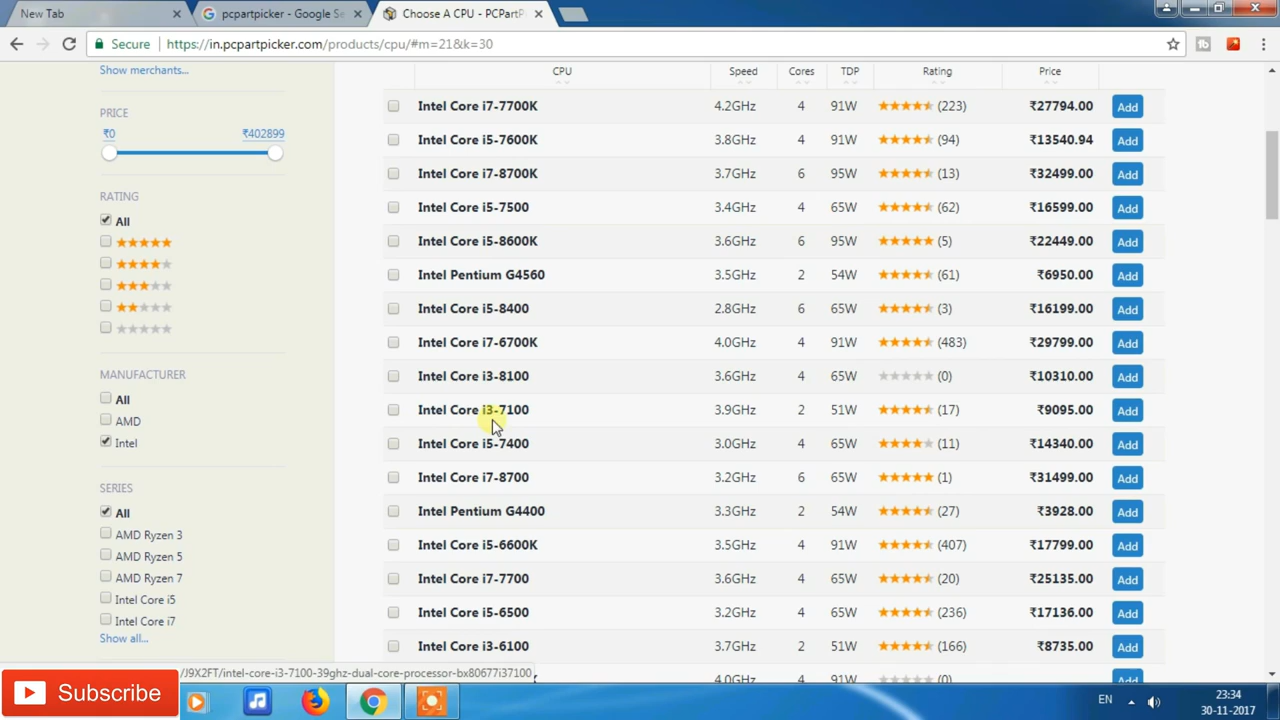 New Tab
pcpartpicker - Google Se
Choose A CPU - PCPartP
Secure https://in.pcpartpicker.com/products/cpu/#m=21&k=30
Show merchants...
PRICE
₹0 ₹402899
RATING
All
MANUFACTURER
All
AMD
Intel
SERIES
All
AMD Ryzen 3
AMD Ryzen 5
AMD Ryzen 7
Intel Core i5
Intel Core i7
Show all...
CPU Speed Cores TDP Rating Price
Intel Core i7-7700K 4.2GHz 4 91W (223) ₹27794.00 Add
Intel Core i5-7600K 3.8GHz 4 91W (94) ₹13540.94 Add
Intel Core i7-8700K 3.7GHz 6 95W (13) ₹32499.00 Add
Intel Core i5-7500 3.4GHz 4 65W (62) ₹16599.00 Add
Intel Core i5-8600K 3.6GHz 6 95W (5) ₹22449.00 Add
Intel Pentium G4560 3.5GHz 2 54W (61) ₹6950.00 Add
Intel Core i5-8400 2.8GHz 6 65W (3) ₹16199.00 Add
Intel Core i7-6700K 4.0GHz 4 91W (483) ₹29799.00 Add
Intel Core i3-8100 3.6GHz 4 65W (0) ₹10310.00 Add
Intel Core i3-7100 3.9GHz 2 51W (17) ₹9095.00 Add
Intel Core i5-7400 3.0GHz 4 65W (11) ₹14340.00 Add
Intel Core i7-8700 3.2GHz 6 65W (1) ₹31499.00 Add
Intel Pentium G4400 3.3GHz 2 54W (27) ₹3928.00 Add
Intel Core i5-6600K 3.5GHz 4 91W (407) ₹17799.00 Add
Intel Core i7-7700 3.6GHz 4 65W (20) ₹25135.00 Add
Intel Core i5-6500 3.2GHz 4 65W (236) ₹17136.00 Add
Intel Core i3-6100 3.7GHz 2 51W (166) ₹8735.00 Add
4.0GHz 4 91W (0) Add
/J9X2FT/intel-core-i3-7100-39ghz-dual-core-processor-bx80677i37100
Subscribe
EN
23:34
30-11-2017